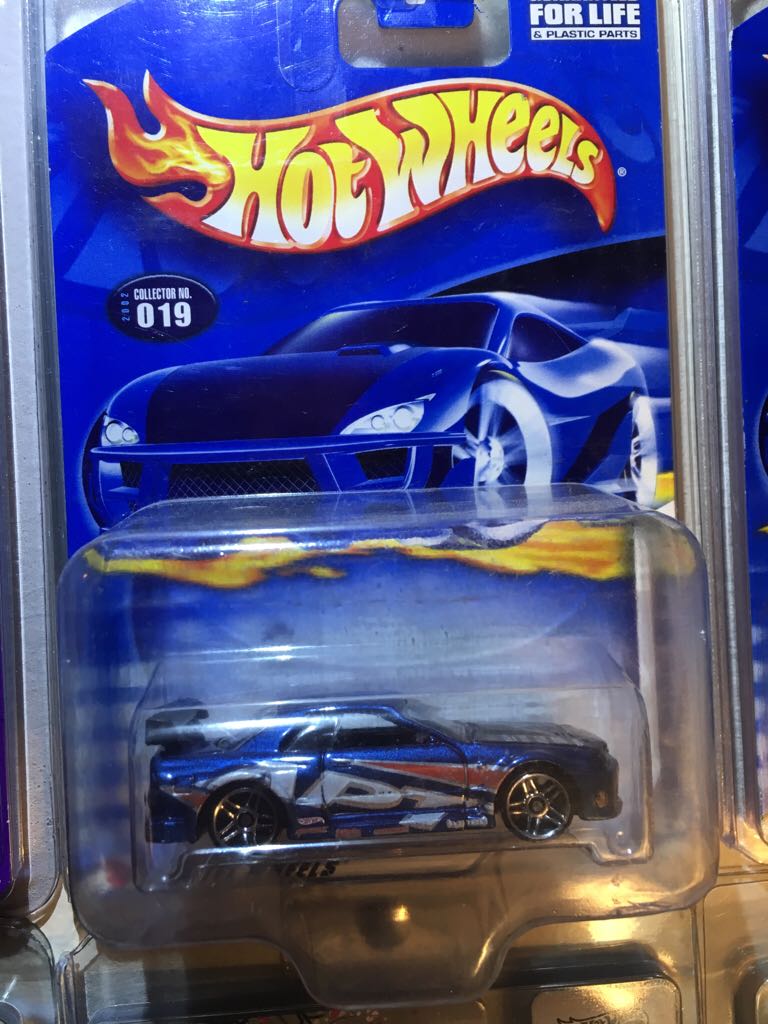 FOR LIFE
& PLASTIC PARTS
HOT WHEELS
®
2002
COLLECTOR NO.
019